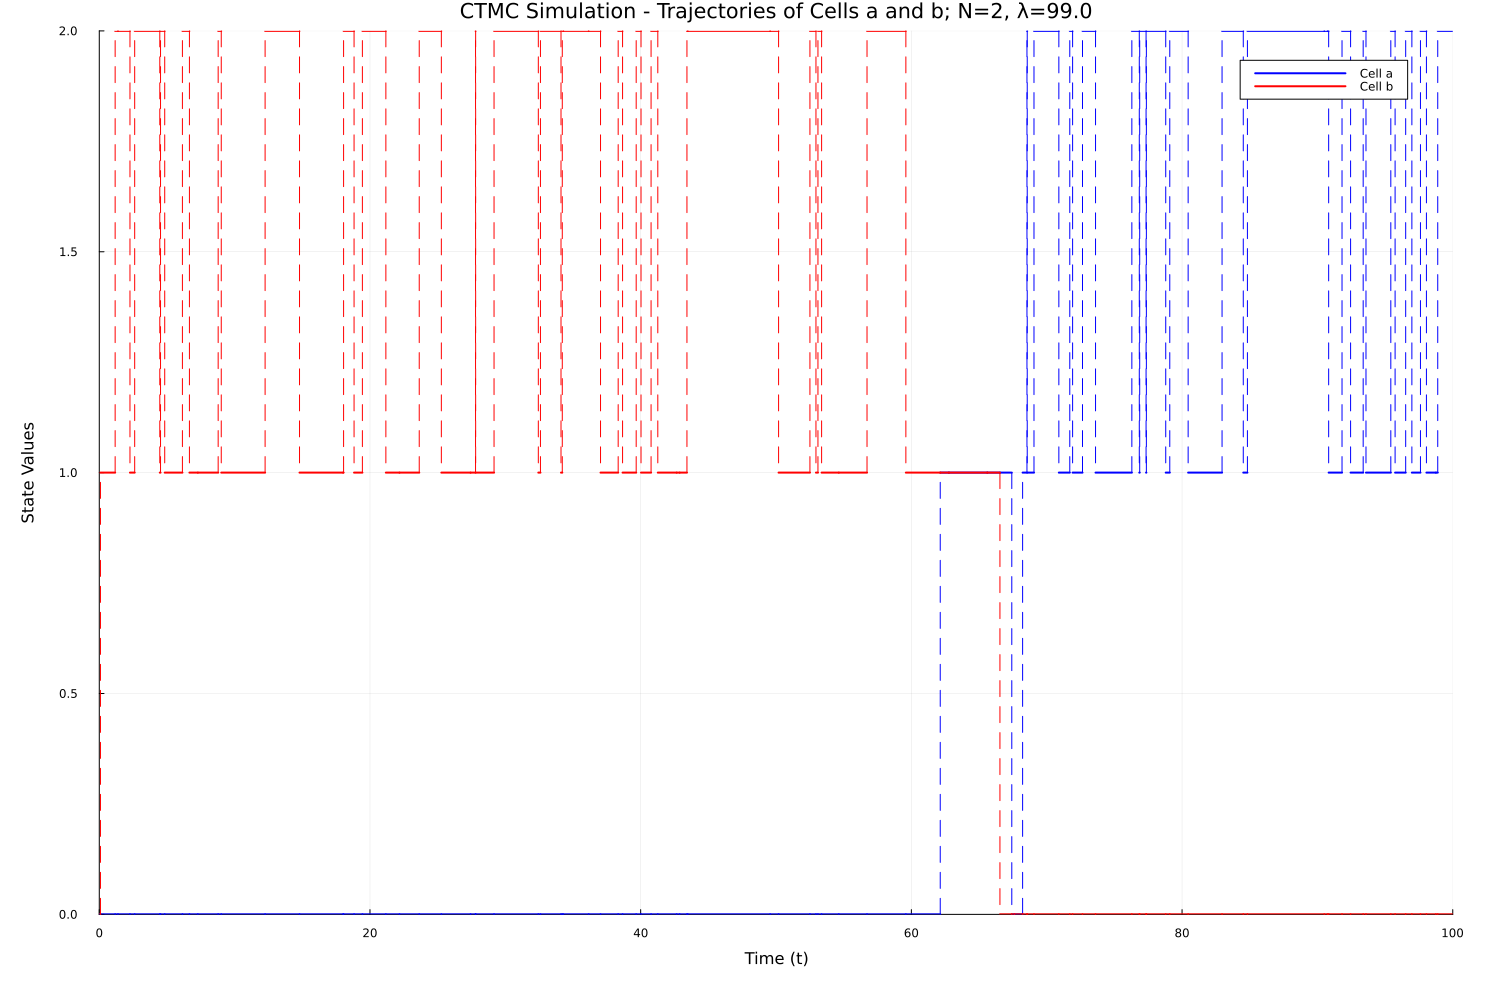 CTMC Simulation - Trajectories of Cells a and b; N=2, λ=99.0
2.0
1.5
1.0
0.5
0.0
State Values
Cell a
Cell b
0
20
40
60
80
100
Time (t)